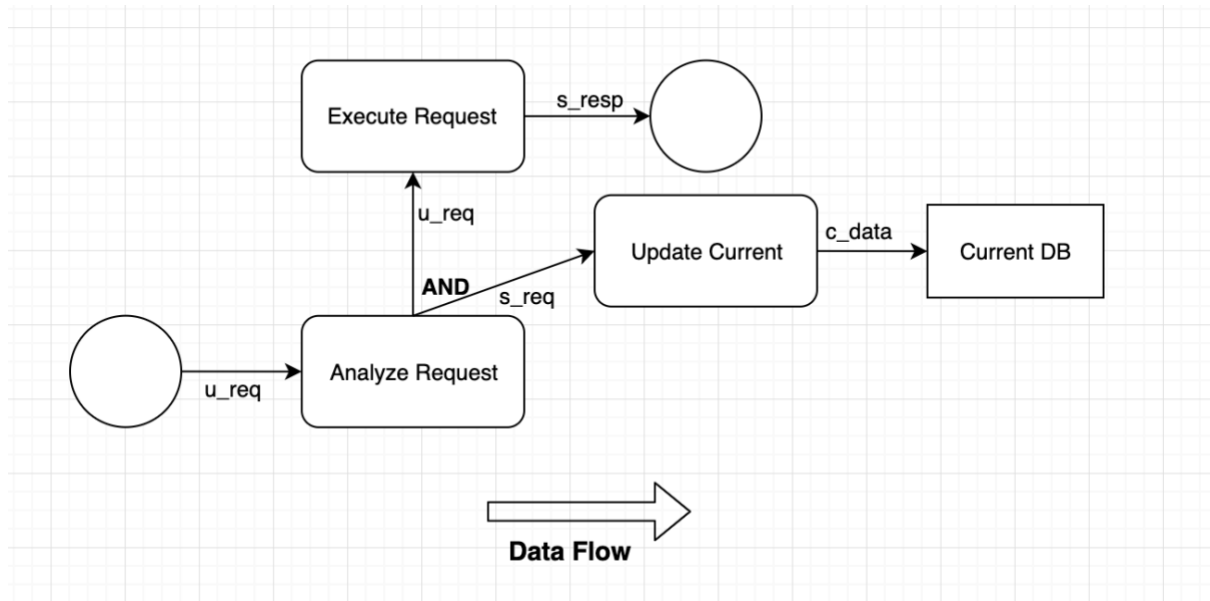 Execute Request
s_resp
u_req
Update Current
c_data
Current DB
AND
s_req
u_req
Analyze Request
Data Flow